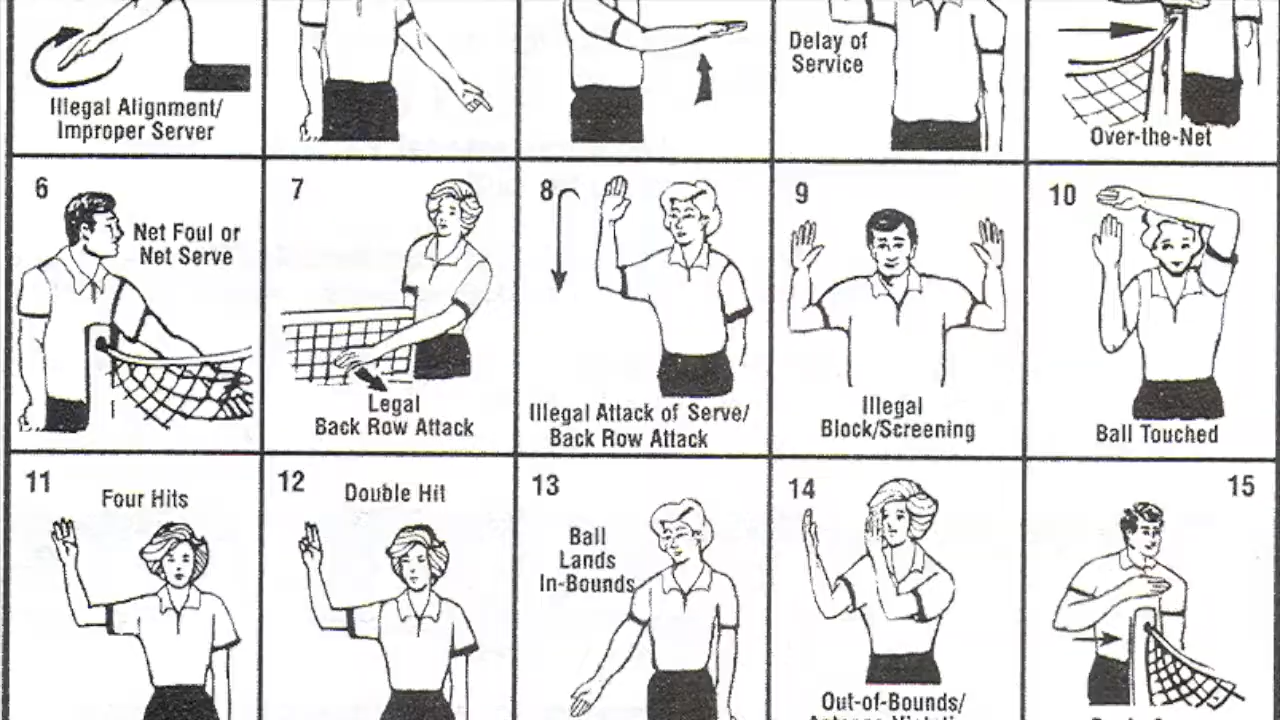 Illegal Alignment/
Improper Server
Delay of
Service
Over-the-Net
6
Net Foul or
Net Serve
7
Legal
Back Row Attack
8
Illegal Attack of Serve/
Back Row Attack
9
Illegal
Block/Screening
10
Ball Touched
11
Four Hits
12
Double Hit
13
Ball
Lands
In-Bounds
14
Out-of-Bounds/
15